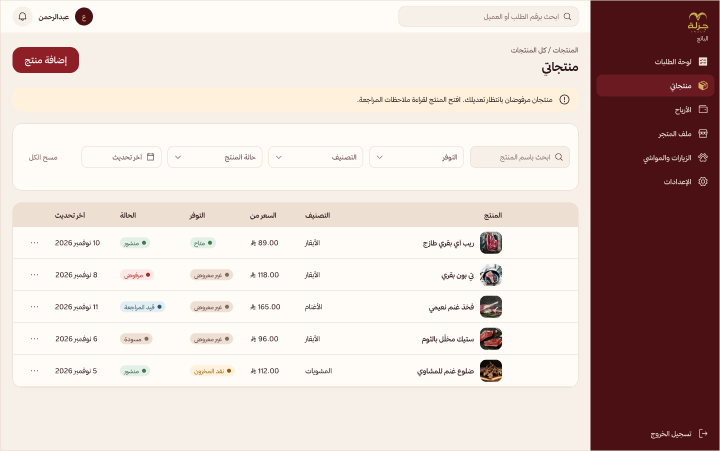 جزلة
البائع
لوحة الطلبات
منتجاتي
الأرباح
ملف المتجر
الزيارات والمواشي
الإعدادات
تسجيل الخروج
ابحث برقم الطلب أو العميل
ع
عبدالرحمن
المنتجات / كل المنتجات
منتجاتي
إضافة منتج
منتجان مرفوضان بانتظار تعديلك. افتح المنتج لقراءة ملاحظات المراجعة.
ابحث باسم المنتج
التوفر
التصنيف
حالة المنتج
آخر تحديث
مسح الكل
المنتج التصنيف السعر من التوفر الحالة آخر تحديث
ريب آي بقري طازج الأبقار 89.00 متاح منشور 10 نوفمبر 2026
تي بون بقري الأبقار 118.00 غير معروض مرفوض 8 نوفمبر 2026
فخذ غنم نعيمي الأغنام 165.00 غير معروض قيد المراجعة 11 نوفمبر 2026
ستيك مخلّل بالثوم الأبقار 96.00 غير معروض مسودة 6 نوفمبر 2026
ضلوع غنم للمشاوي المشويات 112.00 نفد المخزون منشور 5 نوفمبر 2026